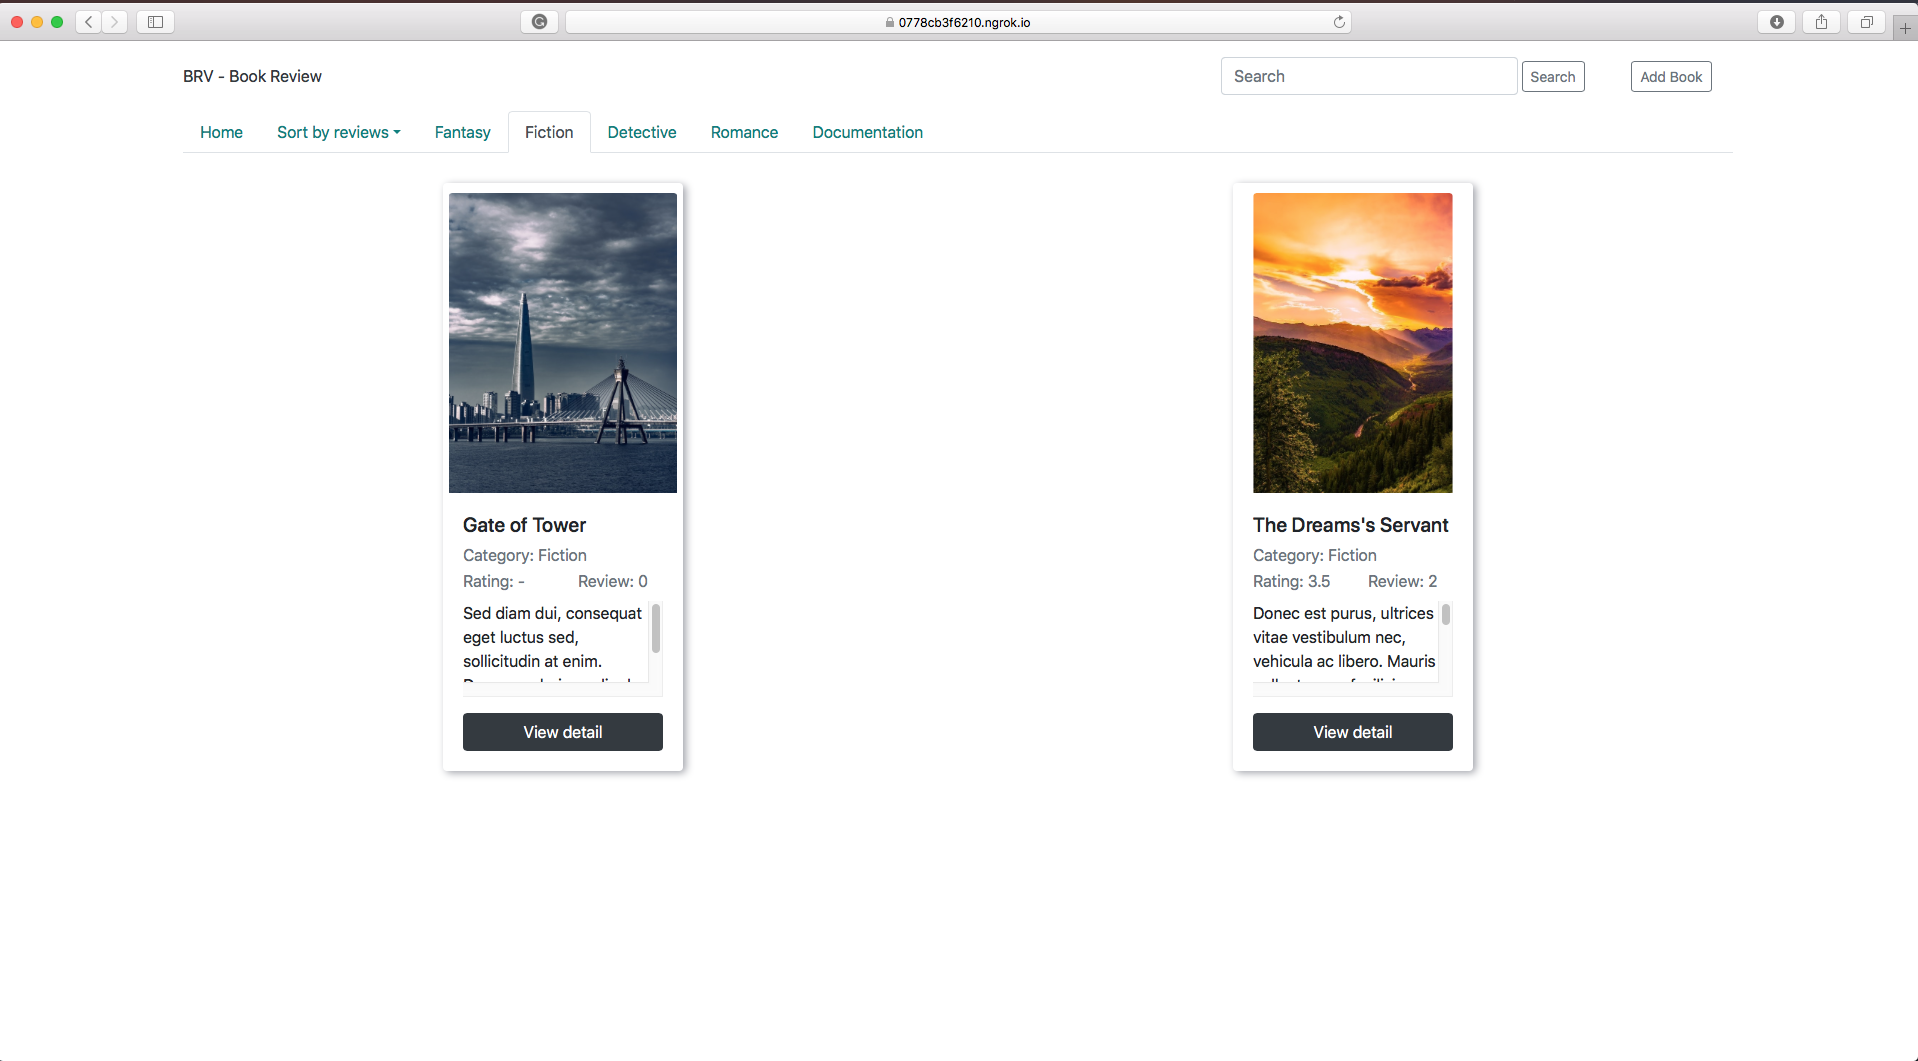 0778cb3f6210.ngrok.io
BRV - Book Review
Search
Search
Add Book
Home
Sort by reviews
Fantasy
Fiction
Detective
Romance
Documentation
Gate of Tower
Category: Fiction
Rating: -
Review: 0
Sed diam dui, consequat
eget luctus sed,
sollicitudin at enim.
View detail
The Dreams's Servant
Category: Fiction
Rating: 3.5
Review: 2
Donec est purus, ultrices
vitae vestibulum nec,
vehicula ac libero. Mauris
View detail